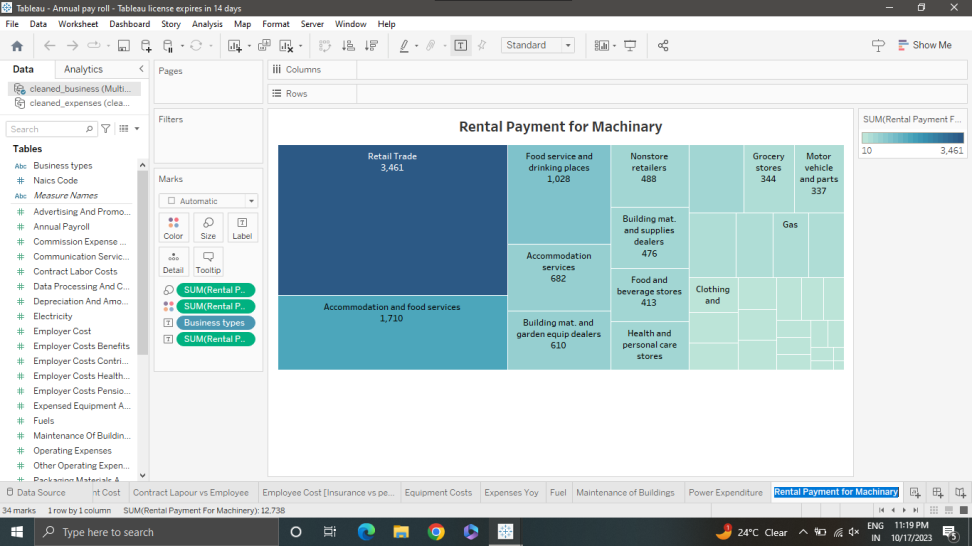 Tableau - Annual pay roll - Tableau license expires in 14 days
File Data Worksheet Dashboard Story Analysis Map Format Server Window Help
Standard
Show Me
Data Analytics
cleaned_business (Multi...
cleaned_expenses (clea...
Search
Tables
Abc Business types
# Naics Code
Abc Measure Names
# Advertising And Promo...
# Annual Payroll
# Commission Expense ...
# Communication Servic...
# Contract Labor Costs
# Data Processing And C...
# Depreciation And Amo...
# Electricity
# Employer Cost
# Employer Costs Benefits
# Employer Costs Contri...
# Employer Costs Health...
# Employer Costs Pensio...
# Expensed Equipment A...
# Fuels
# Maintenance Of Buildin...
# Operating Expenses
# Other Operating Expen...
# Packaging Materials A...
Pages
Filters
Marks
Automatic
Color Size Label
Detail Tooltip
SUM(Rental P..
SUM(Rental P..
Business types
SUM(Rental P..
Columns
Rows
Rental Payment for Machinary
Retail Trade
3,461
Accommodation and food services
1,710
Food service and
drinking places
1,028
Accommodation
services
682
Building mat. and
garden equip dealers
610
Nonstore
retailers
488
Building mat.
and supplies
dealers
476
Food and
beverage stores
413
Health and
personal care
stores
Grocery
stores
344
Motor
vehicle
and parts
337
Gas
Clothing
and
SUM(Rental Payment F...
10 3,461
Data Source
nt Cost
Contract Lapour vs Employee
Employee Cost [Insurance vs pe...
Equipment Costs
Expenses Yoy
Fuel
Maintenance of Buildings
Power Expenditure
Rental Payment for Machinary
34 marks 1 row by 1 column SUM(Rental Payment For Machinery): 12,738
Type here to search
24°C Clear
ENG
IN
11:19 PM
10/17/2023
5